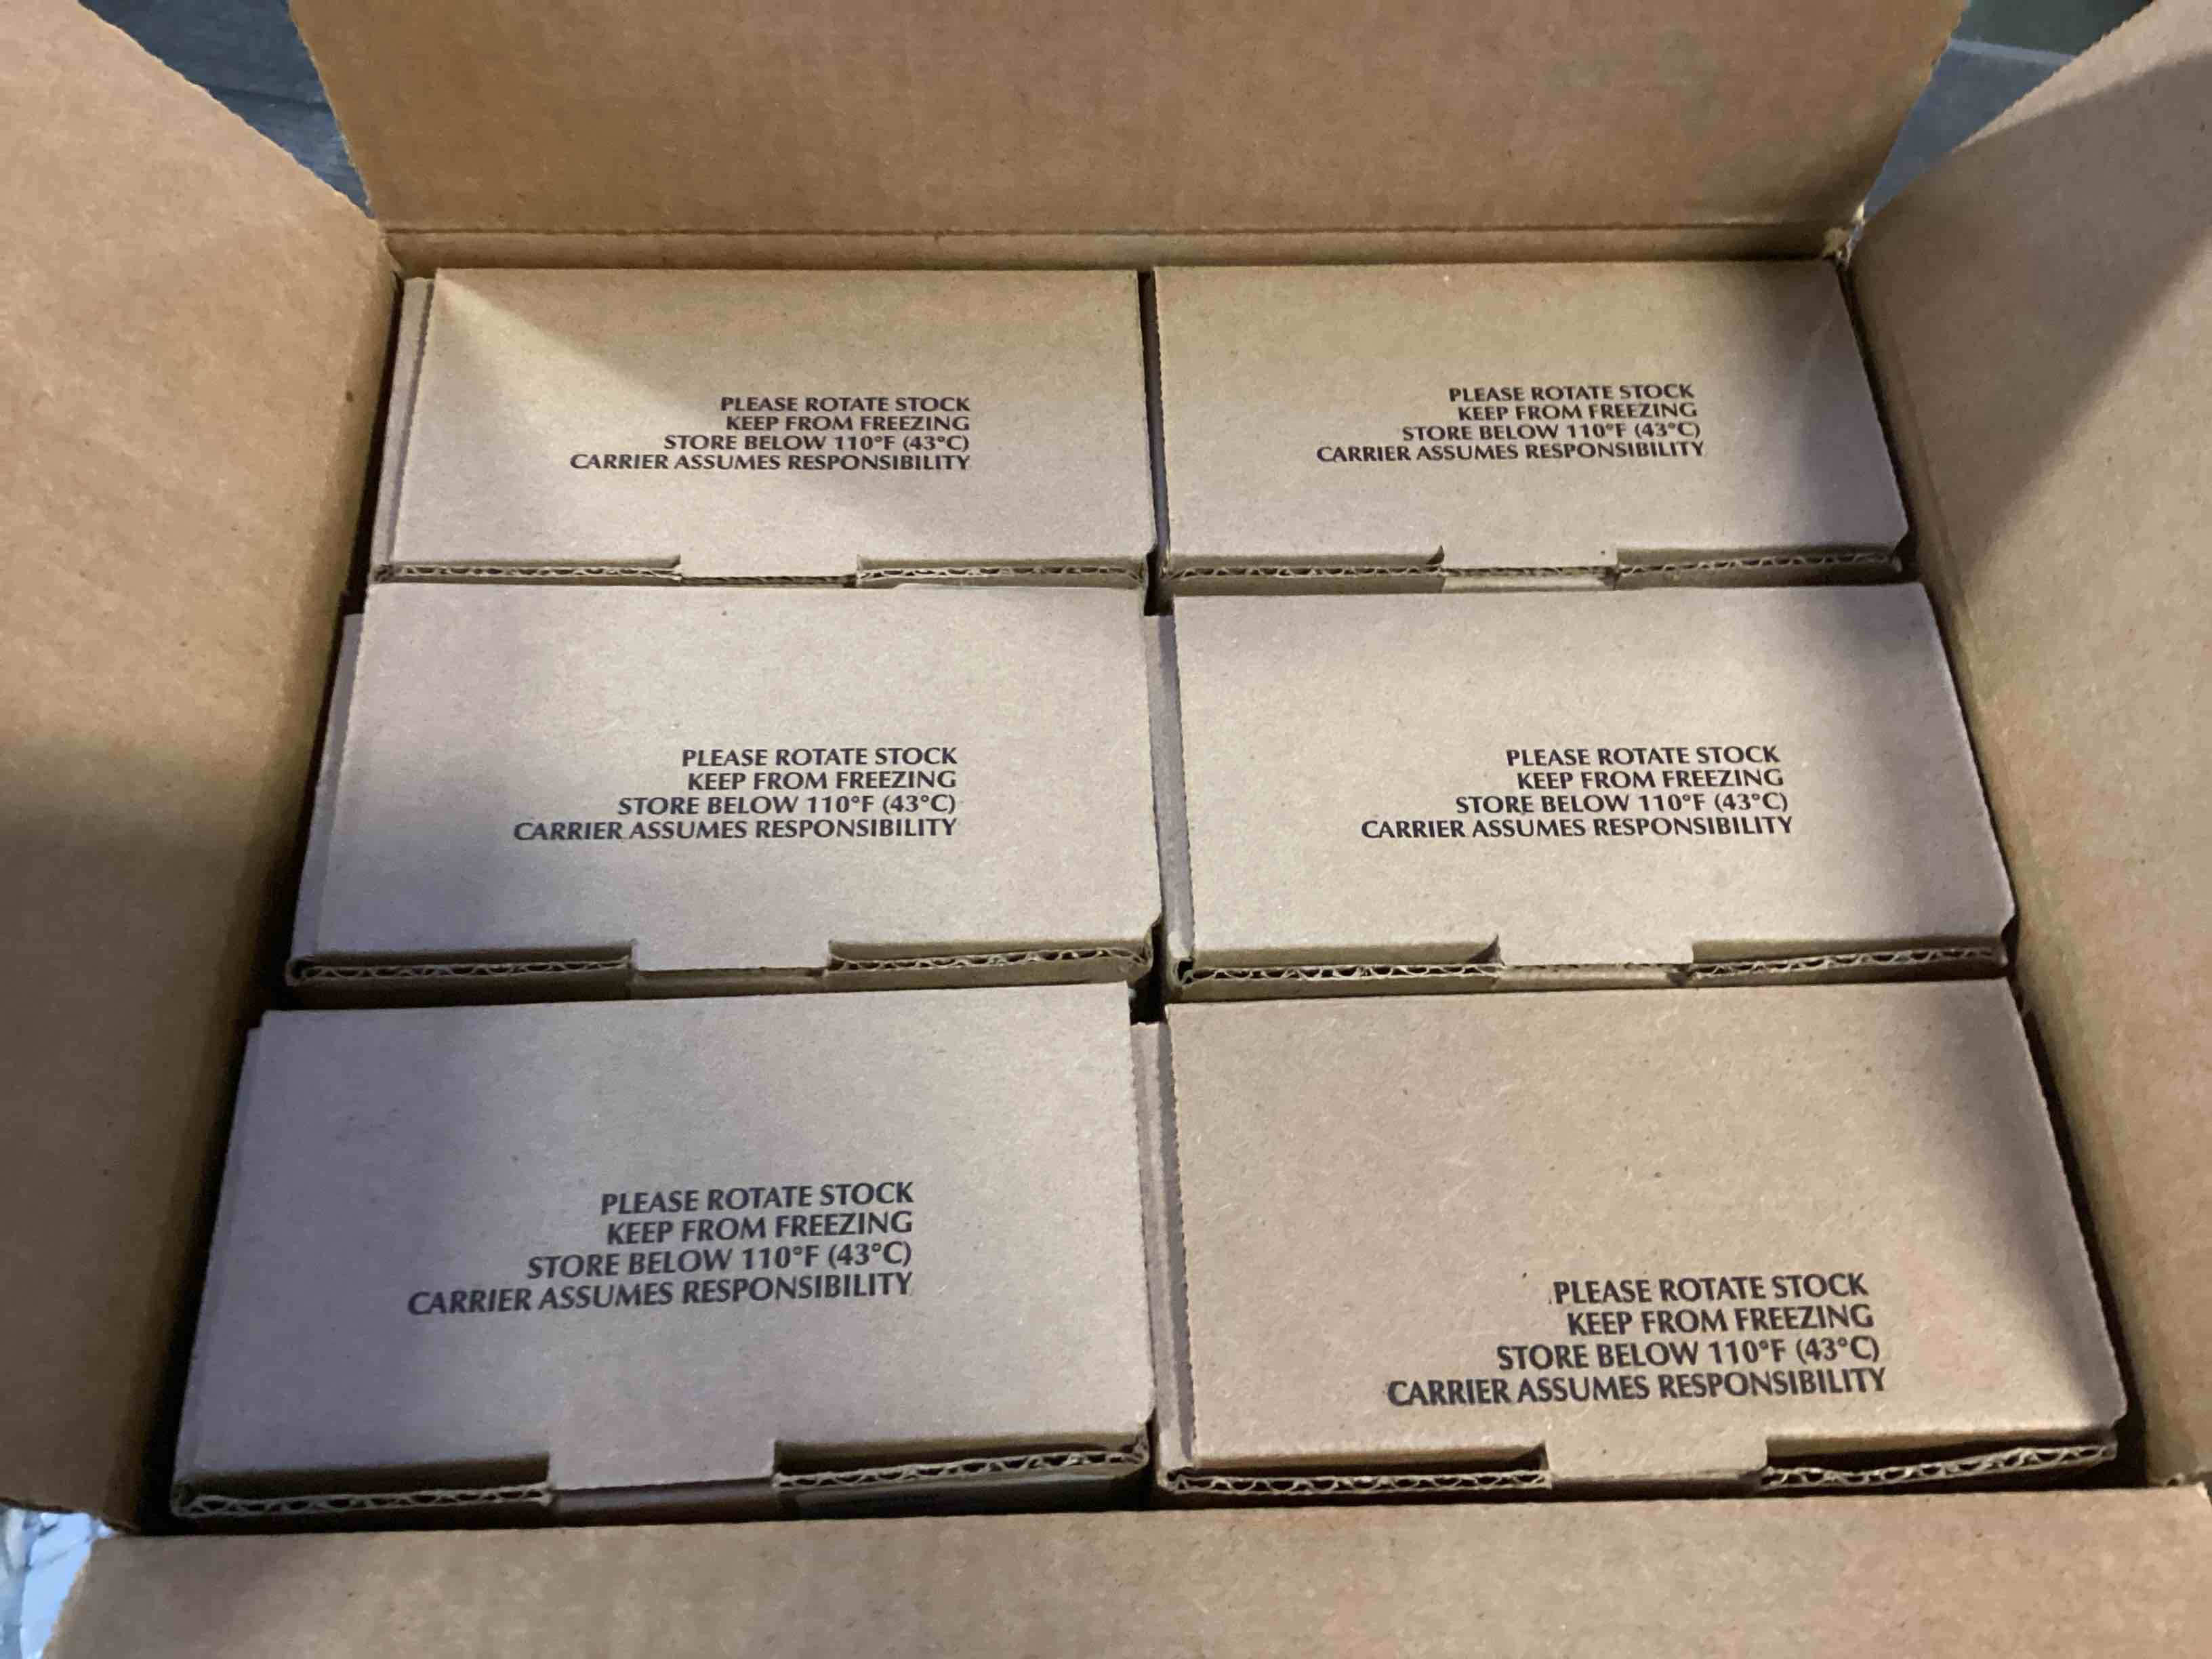 PLEASE ROTATE STOCK
KEEP FROM FREEZING
STORE BELOW 110°F (43°C)
CARRIER ASSUMES RESPONSIBILITY
PLEASE ROTATE STOCK
KEEP FROM FREEZING
STORE BELOW 110°F (43°C)
CARRIER ASSUMES RESPONSIBILITY
PLEASE ROTATE STOCK
KEEP FROM FREEZING
STORE BELOW 110°F (43°C)
CARRIER ASSUMES RESPONSIBILITY
PLEASE ROTATE STOCK
KEEP FROM FREEZING
STORE BELOW 110°F (43°C)
CARRIER ASSUMES RESPONSIBILITY
PLEASE ROTATE STOCK
KEEP FROM FREEZING
STORE BELOW 110°F (43°C)
CARRIER ASSUMES RESPONSIBILITY
PLEASE ROTATE STOCK
KEEP FROM FREEZING
STORE BELOW 110°F (43°C)
CARRIER ASSUMES RESPONSIBILITY